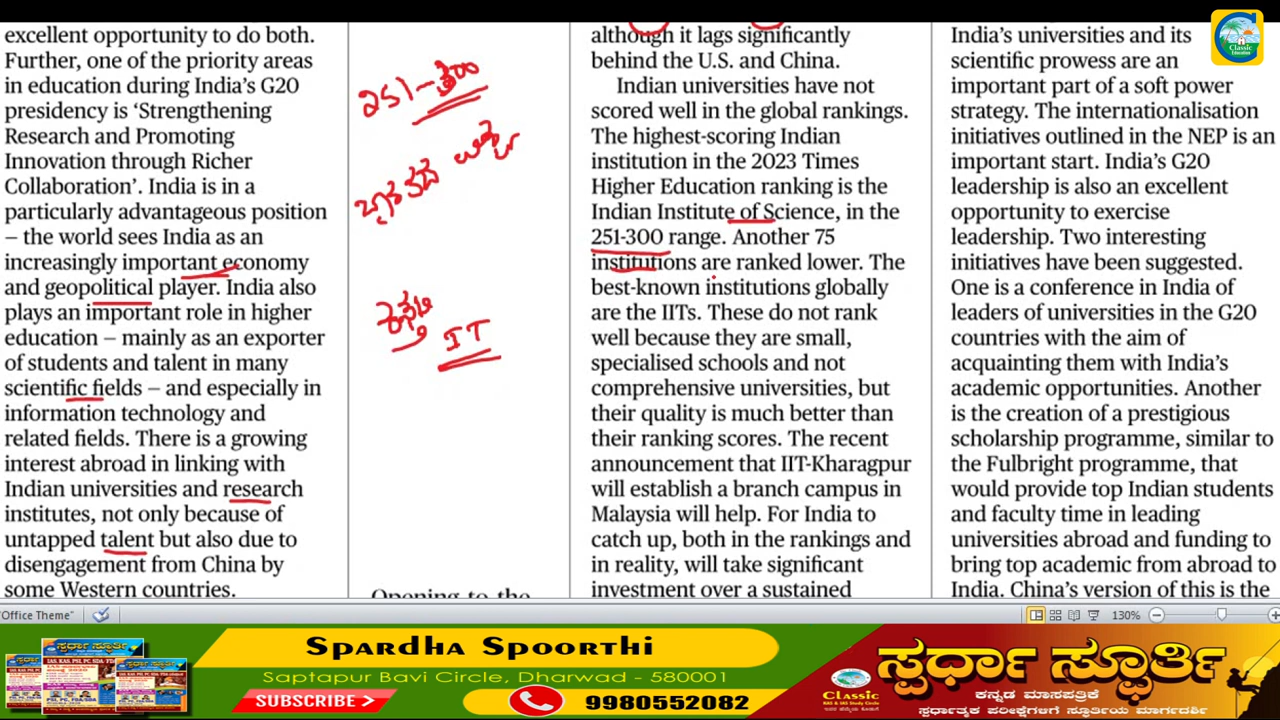 excellent opportunity to do both.
Further, one of the priority areas
in education during India's G20
presidency is 'Strengthening
Research and Promoting
Innovation through Richer
Collaboration'. India is in a
particularly advantageous position
– the world sees India as an
increasingly important economy
and geopolitical player. India also
plays an important role in higher
education – mainly as an exporter
of students and talent in many
scientific fields – and especially in
information technology and
related fields. There is a growing
interest abroad in linking with
Indian universities and research
institutes, not only because of
untapped talent but also due to
disengagement from China by
some Western countries.
251-300
IT
Opening to the
although it lags significantly
behind the U.S. and China.
Indian universities have not
scored well in the global rankings.
The highest-scoring Indian
institution in the 2023 Times
Higher Education ranking is the
Indian Institute of Science, in the
251-300 range. Another 75
institutions are ranked lower. The
best-known institutions globally
are the IITs. These do not rank
well because they are small,
specialised schools and not
comprehensive universities, but
their quality is much better than
their ranking scores. The recent
announcement that IIT-Kharagpur
will establish a branch campus in
Malaysia will help. For India to
catch up, both in the rankings and
in reality, will take significant
investment over a sustained
India's universities and its
scientific prowess are an
important part of a soft power
strategy. The internationalisation
initiatives outlined in the NEP is an
important start. India's G20
leadership is also an excellent
opportunity to exercise
leadership. Two interesting
initiatives have been suggested.
One is a conference in India of
leaders of universities in the G20
countries with the aim of
acquainting them with India's
academic opportunities. Another
is the creation of a prestigious
scholarship programme, similar to
the Fulbright programme, that
would provide top Indian students
and faculty time in leading
universities abroad and funding to
bring top academic from abroad to
India. China's version of this is the
Classic
Education
Office Theme"
130%
Spardha Spoorthi
Saptapur Bavi Circle, Dharwad - 580001
SUBSCRIBE
9980552082
ಸ್ಪರ್ಧಾ ಸ್ಫೂರ್ತಿ
Classic
IAS & KAS Study Circle
ಕನ್ನಡ ಮಾಸಪತ್ರಿಕೆ
ಸ್ಪರ್ಧಾತ್ಮಕ ಪರೀಕ್ಷೆಗಳಿಗೆ ಸ್ಫೂರ್ತಿಯ ಮಾರ್ಗದರ್ಶಿ